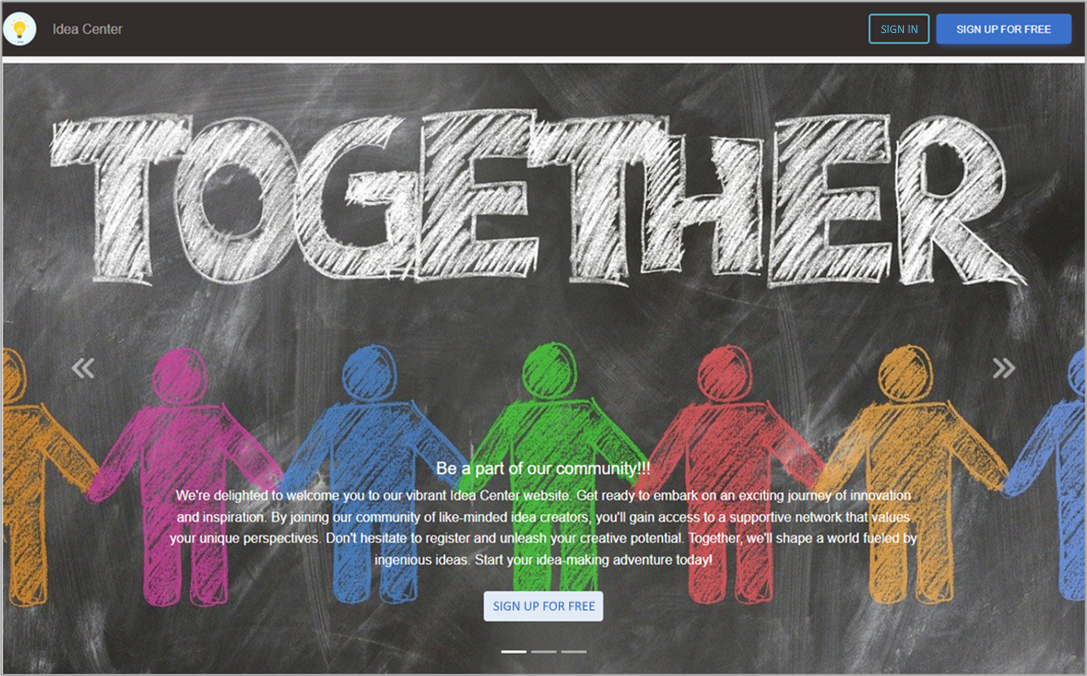 Idea Center
SIGN IN
SIGN UP FOR FREE
TOGETHER
Be a part of our community!!!
We're delighted to welcome you to our vibrant Idea Center website. Get ready to embark on an exciting journey of innovation
and inspiration. By joining our community of like-minded idea creators, you'll gain access to a supportive network that values
your unique perspectives. Don't hesitate to register and unleash your creative potential. Together, we'll shape a world fueled by
ingenious ideas. Start your idea-making adventure today!
SIGN UP FOR FREE